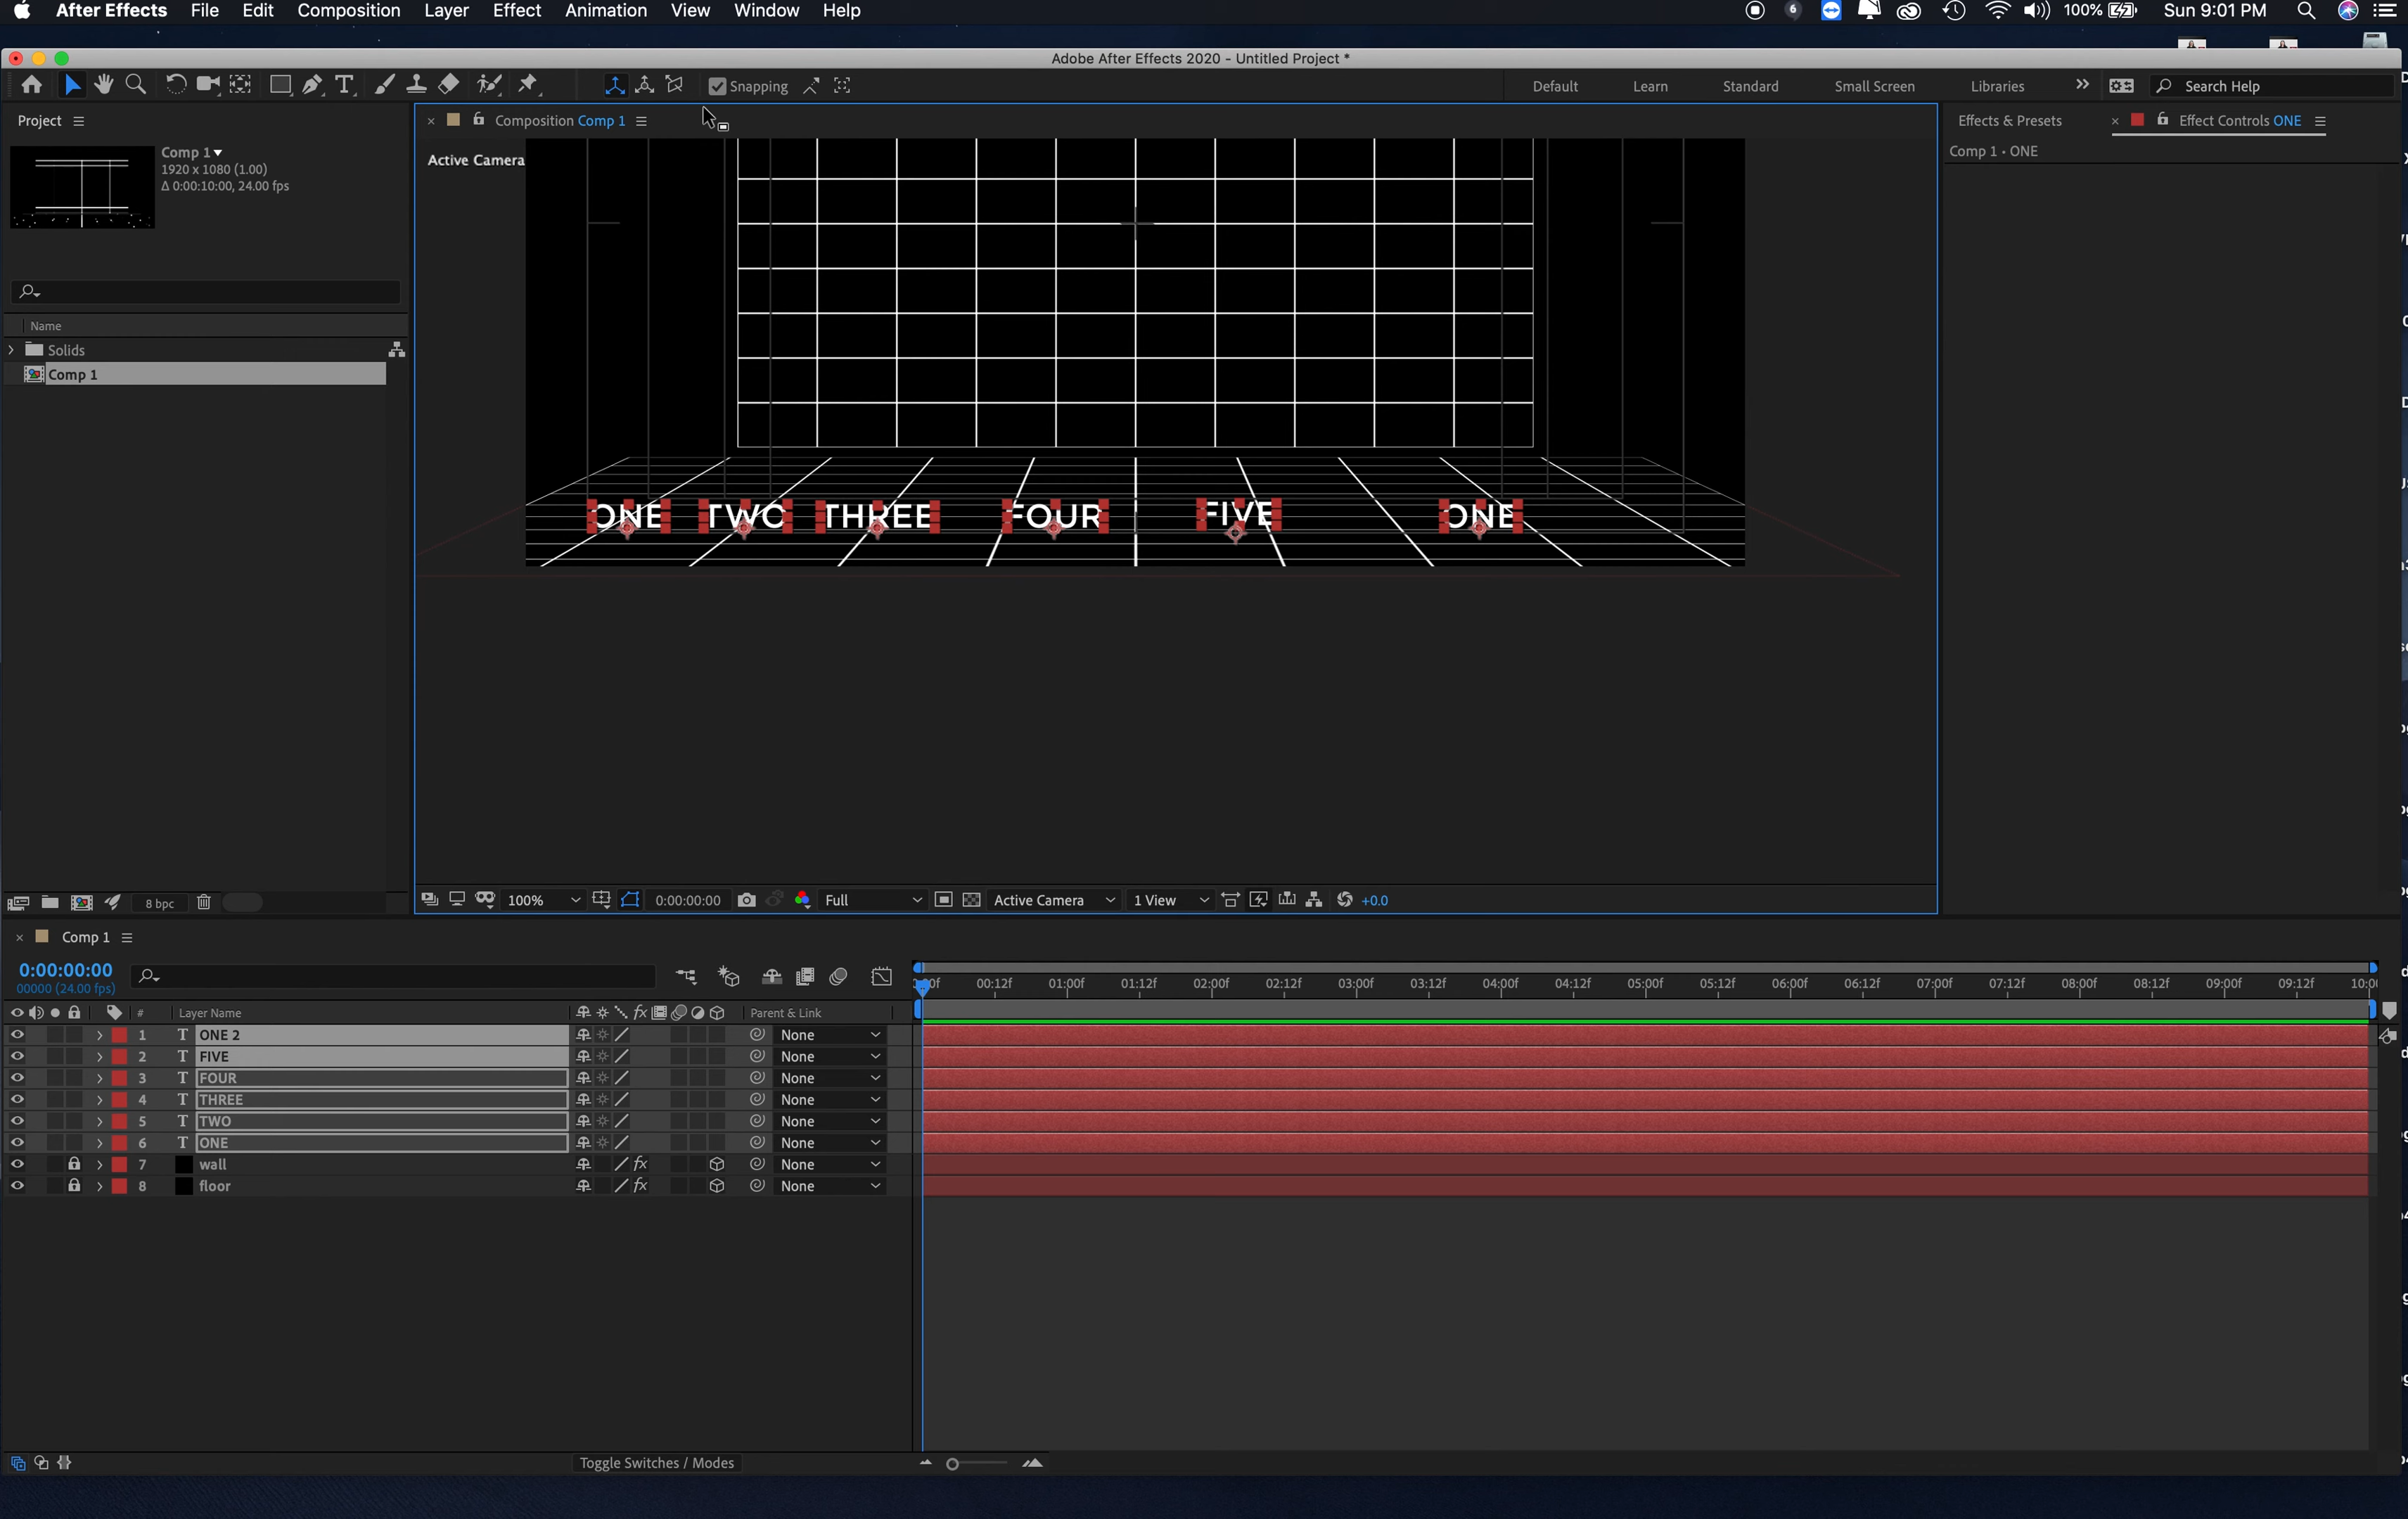 After Effects File Edit Composition Layer Effect Animation View Window Help 6 100% Sun 9:01 PM
Adobe After Effects 2020 - Untitled Project *
Snapping Default Learn Standard Small Screen Libraries Search Help
Project
Comp 1
1920 x 1080 (1.00)
Δ 0:00:10:00, 24.00 fps
Name
Solids
Comp 1
Composition Comp 1
Active Camera
ONE TWO THREE FOUR FIVE ONE
Effects & Presets Effect Controls ONE
Comp 1 • ONE
8 bpc
100% 0:00:00:00 Full Active Camera 1 View +0.0
Comp 1
0:00:00:00
00000 (24.00 fps)
00:12f 01:00f 01:12f 02:00f 02:12f 03:00f 03:12f 04:00f 04:12f 05:00f 05:12f 06:00f 06:12f 07:00f 07:12f 08:00f 08:12f 09:00f 09:12f
# Layer Name fx Parent & Link
1 T ONE 2 None
2 T FIVE None
3 T FOUR None
4 T THREE None
5 T TWO None
6 T ONE None
7 wall fx None
8 floor fx None
Toggle Switches / Modes